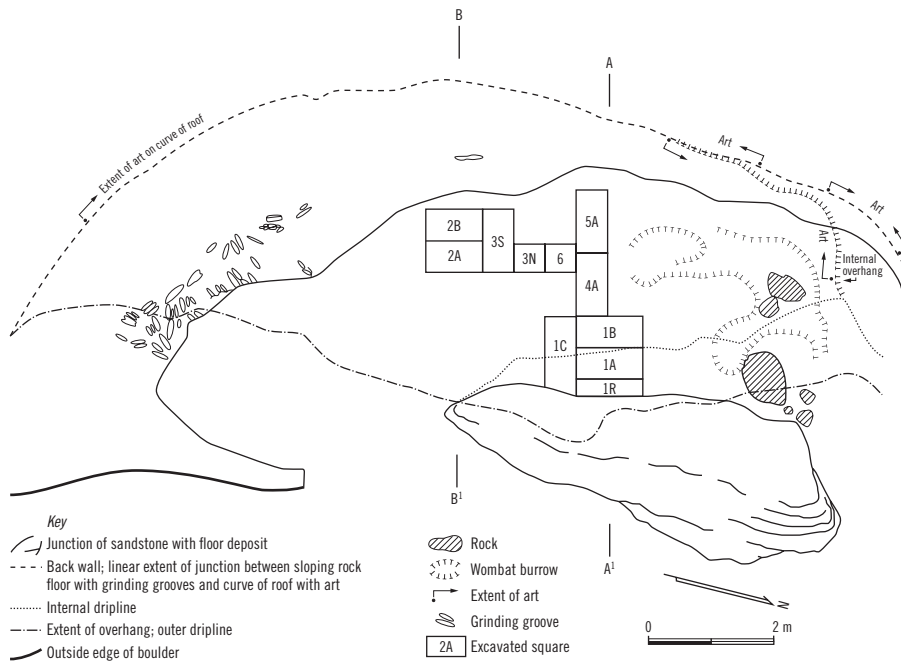 B
A
Extent of art on curve of roof
Art
Art
Art
Internal
overhang
2B
2A
3S
3N
6
5A
4A
1C
1B
1A
1R
B¹
A¹
N
Key
Junction of sandstone with floor deposit
Back wall; linear extent of junction between sloping rock
floor with grinding grooves and curve of roof with art
Internal dripline
Extent of overhang; outer dripline
Outside edge of boulder
Rock
Wombat burrow
Extent of art
Grinding groove
2A Excavated square
0 2 m